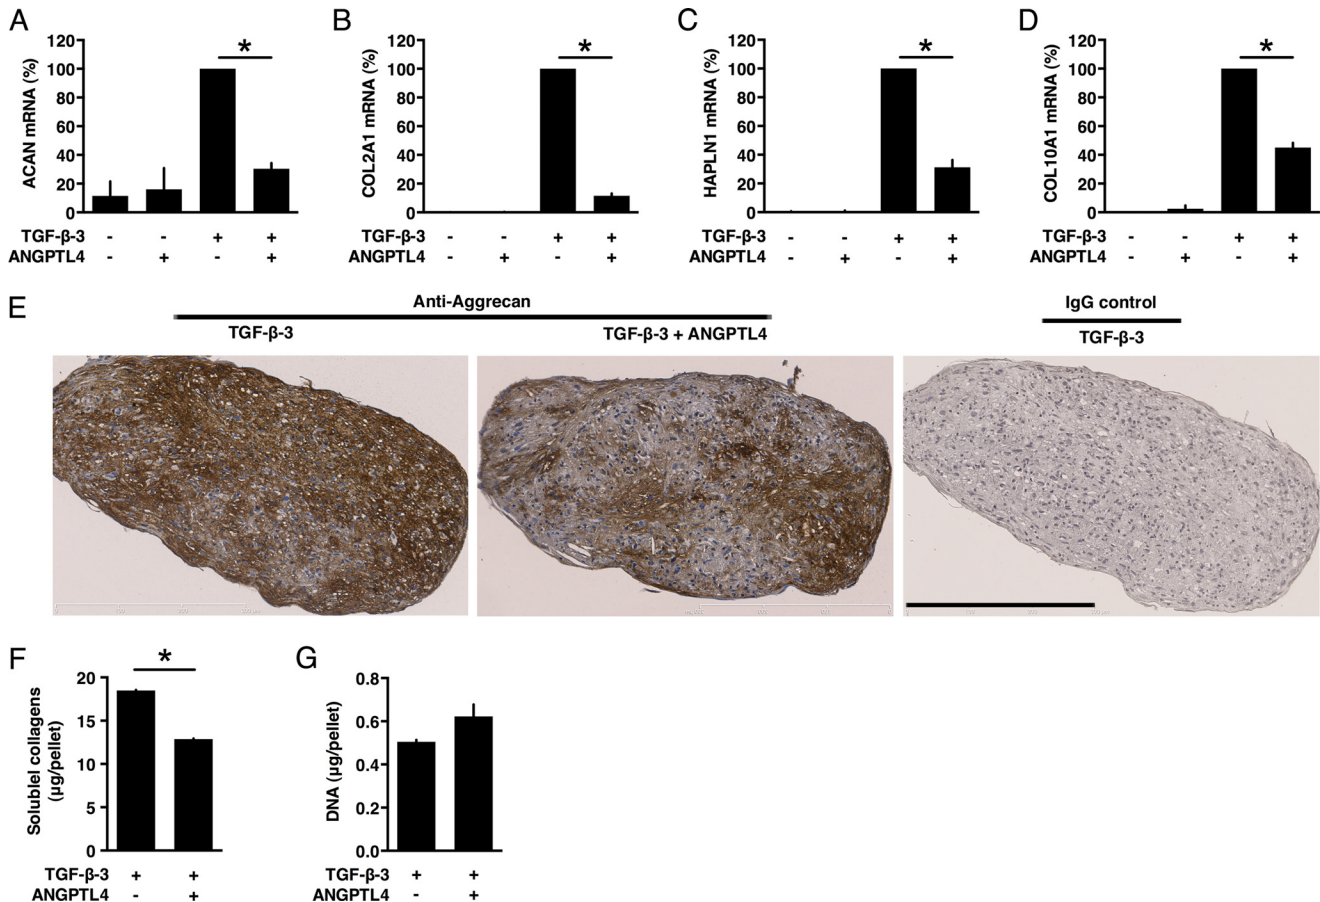 A
B
C
D
120
100
80
60
40
20
0
ACAN mRNA (%)
*
120
100
80
60
40
20
0
COL2A1 mRNA (%)
*
120
100
80
60
40
20
0
HAPLN1 mRNA (%)
*
120
100
80
60
40
20
0
COL10A1 mRNA (%)
*
TGF-β-3 - - + +
ANGPTL4 - + - +
TGF-β-3 - - + +
ANGPTL4 - + - +
TGF-β-3 - - + +
ANGPTL4 - + - +
TGF-β-3 - - + +
ANGPTL4 - + - +
E
Anti-Aggrecan
IgG control
TGF-β-3
TGF-β-3 + ANGPTL4
TGF-β-3
F
G
*
20
15
10
5
0
Solublel collagens
(µg/pellet)
TGF-β-3 + +
ANGPTL4 - +
0.8
0.6
0.4
0.2
0.0
DNA (µg/pellet)
TGF-β-3 + +
ANGPTL4 - +